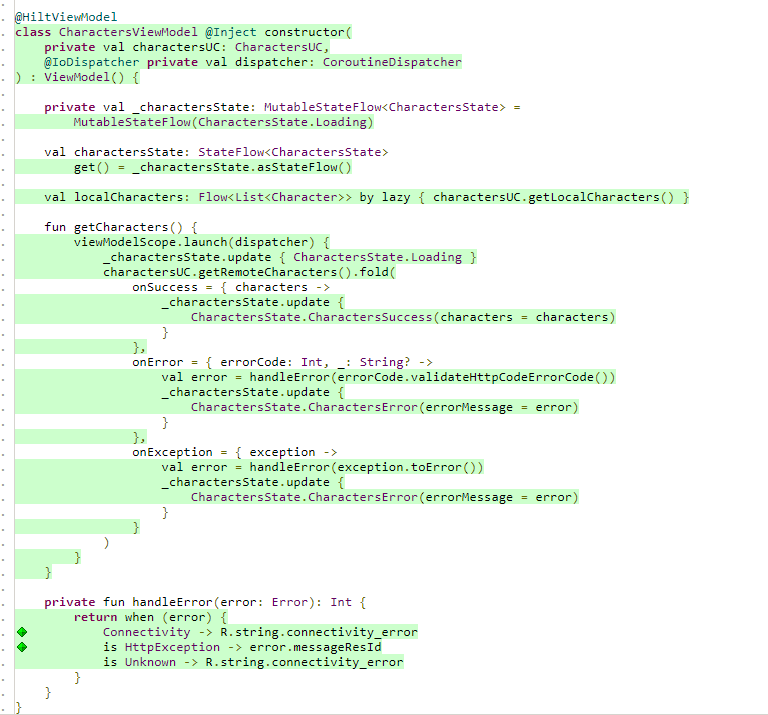 @HiltViewModel
class CharactersViewModel @Inject constructor(
    private val charactersUC: CharactersUC,
    @IoDispatcher private val dispatcher: CoroutineDispatcher
) : ViewModel() {

    private val _charactersState: MutableStateFlow<CharactersState> =
        MutableStateFlow(CharactersState.Loading)

    val charactersState: StateFlow<CharactersState>
        get() = _charactersState.asStateFlow()

    val localCharacters: Flow<List<Character>> by lazy { charactersUC.getLocalCharacters() }

    fun getCharacters() {
        viewModelScope.launch(dispatcher) {
            _charactersState.update { CharactersState.Loading }
            charactersUC.getRemoteCharacters().fold(
                onSuccess = { characters ->
                    _charactersState.update {
                        CharactersState.CharactersSuccess(characters = characters)
                    }
                },
                onError = { errorCode: Int, _: String? ->
                    val error = handleError(errorCode.validateHttpCodeErrorCode())
                    _charactersState.update {
                        CharactersState.CharactersError(errorMessage = error)
                    }
                },
                onException = { exception ->
                    val error = handleError(exception.toError())
                    _charactersState.update {
                        CharactersState.CharactersError(errorMessage = error)
                    }
                }
            )
        }
    }

    private fun handleError(error: Error): Int {
        return when (error) {
            Connectivity -> R.string.connectivity_error
            is HttpException -> error.messageResId
            is Unknown -> R.string.connectivity_error
        }
    }
}